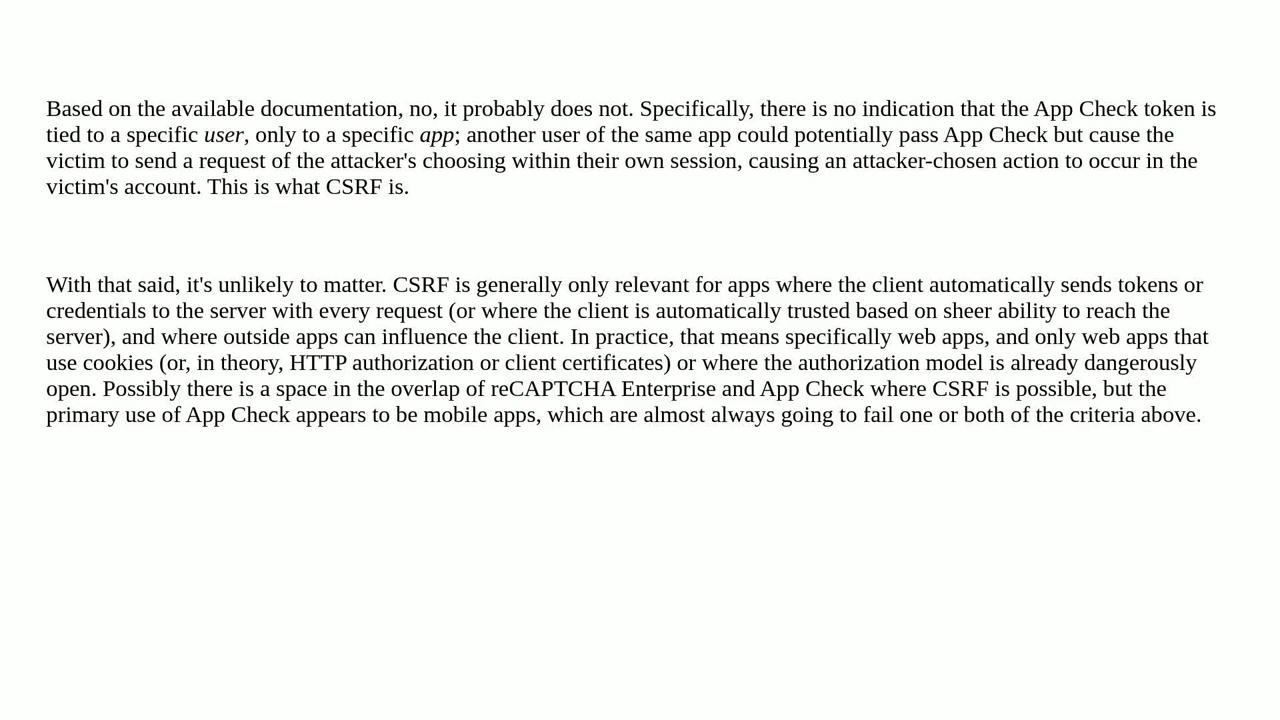 Based on the available documentation, no, it probably does not. Specifically, there is no indication that the App Check token is
tied to a specific user, only to a specific app; another user of the same app could potentially pass App Check but cause the
victim to send a request of the attacker's choosing within their own session, causing an attacker-chosen action to occur in the
victim's account. This is what CSRF is.
With that said, it's unlikely to matter. CSRF is generally only relevant for apps where the client automatically sends tokens or
credentials to the server with every request (or where the client is automatically trusted based on sheer ability to reach the
server), and where outside apps can influence the client. In practice, that means specifically web apps, and only web apps that
use cookies (or, in theory, HTTP authorization or client certificates) or where the authorization model is already dangerously
open. Possibly there is a space in the overlap of reCAPTCHA Enterprise and App Check where CSRF is possible, but the
primary use of App Check appears to be mobile apps, which are almost always going to fail one or both of the criteria above.